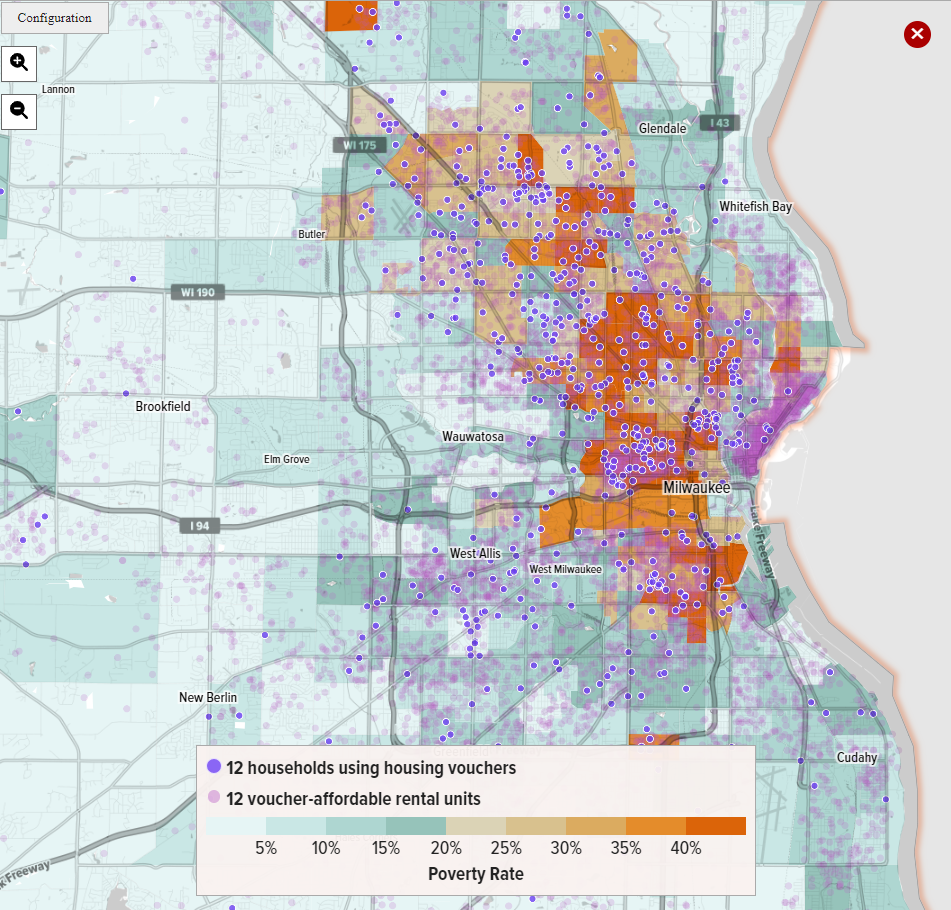 Configuration
Lannon
Glendale
I 43
WI 175
Whitefish Bay
Butler
WI 190
Brookfield
Wauwatosa
Elm Grove
Milwaukee
I 94
Lake Freeway
West Allis
West Milwaukee
New Berlin
Cudahy
12 households using housing vouchers
12 voucher-affordable rental units
5% 10% 15% 20% 25% 30% 35% 40%
Poverty Rate
Freeway